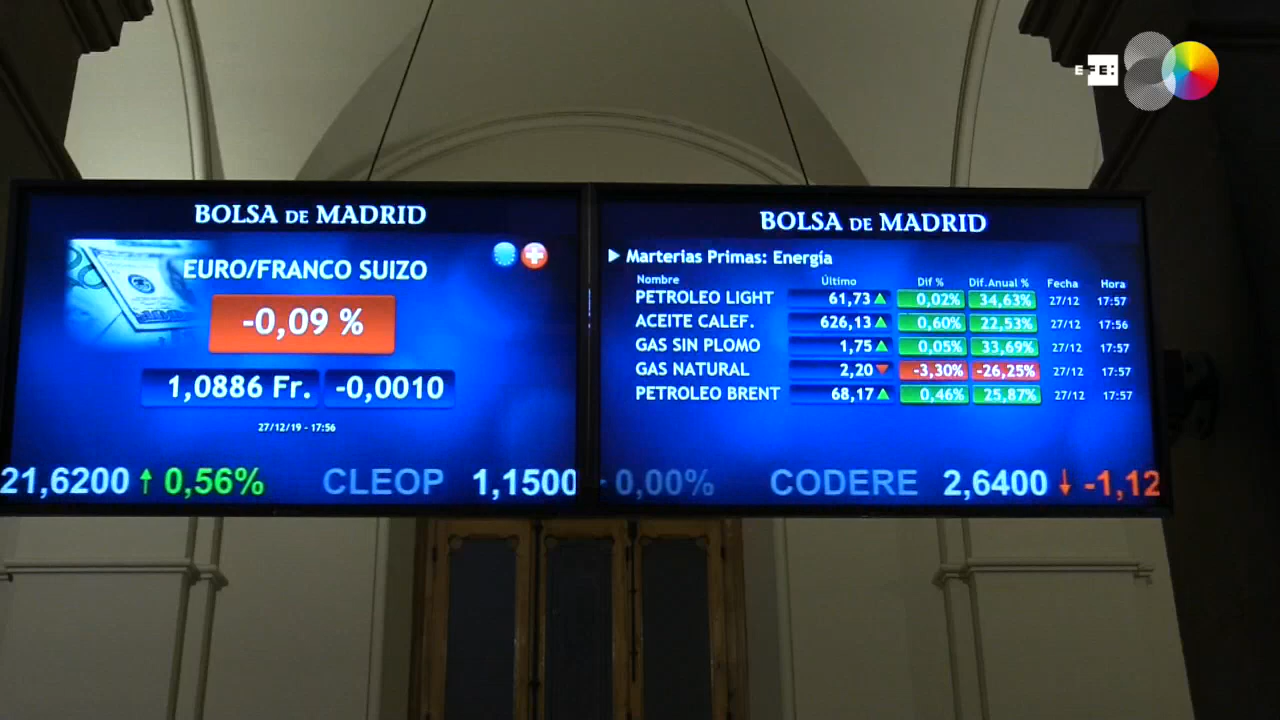 EFE:
BOLSA DE MADRID
EURO/FRANCO SUIZO
-0,09 %
1,0886 Fr. -0,0010
27/12/19 - 17:56
21,6200 ↑ 0,56% CLEOP 1,1500
BOLSA DE MADRID
▶ Marterias Primas: Energía
Nombre Último Dif % Dif.Anual % Fecha Hora
PETROLEO LIGHT 61,73 ▲ 0,02% 34,63% 27/12 17:57
ACEITE CALEF. 626,13 ▲ 0,60% 22,53% 27/12 17:56
GAS SIN PLOMO 1,75 ▲ 0,05% 33,69% 27/12 17:57
GAS NATURAL 2,20 ▼ -3,30% -26,25% 27/12 17:57
PETROLEO BRENT 68,17 ▲ 0,46% 25,87% 27/12 17:57
0,00% CODERE 2,6400 ↓ -1,12